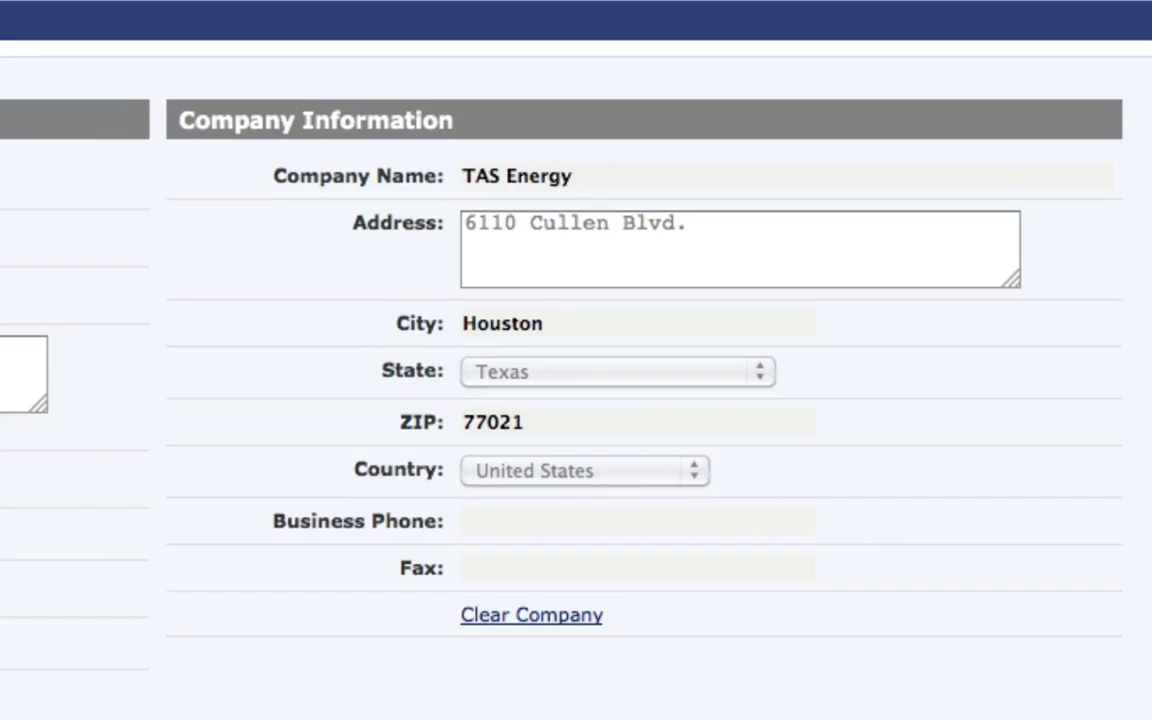 Company Information
Company Name: TAS Energy
Address: 6110 Cullen Blvd.
City: Houston
State: Texas
ZIP: 77021
Country: United States
Business Phone:
Fax:
Clear Company